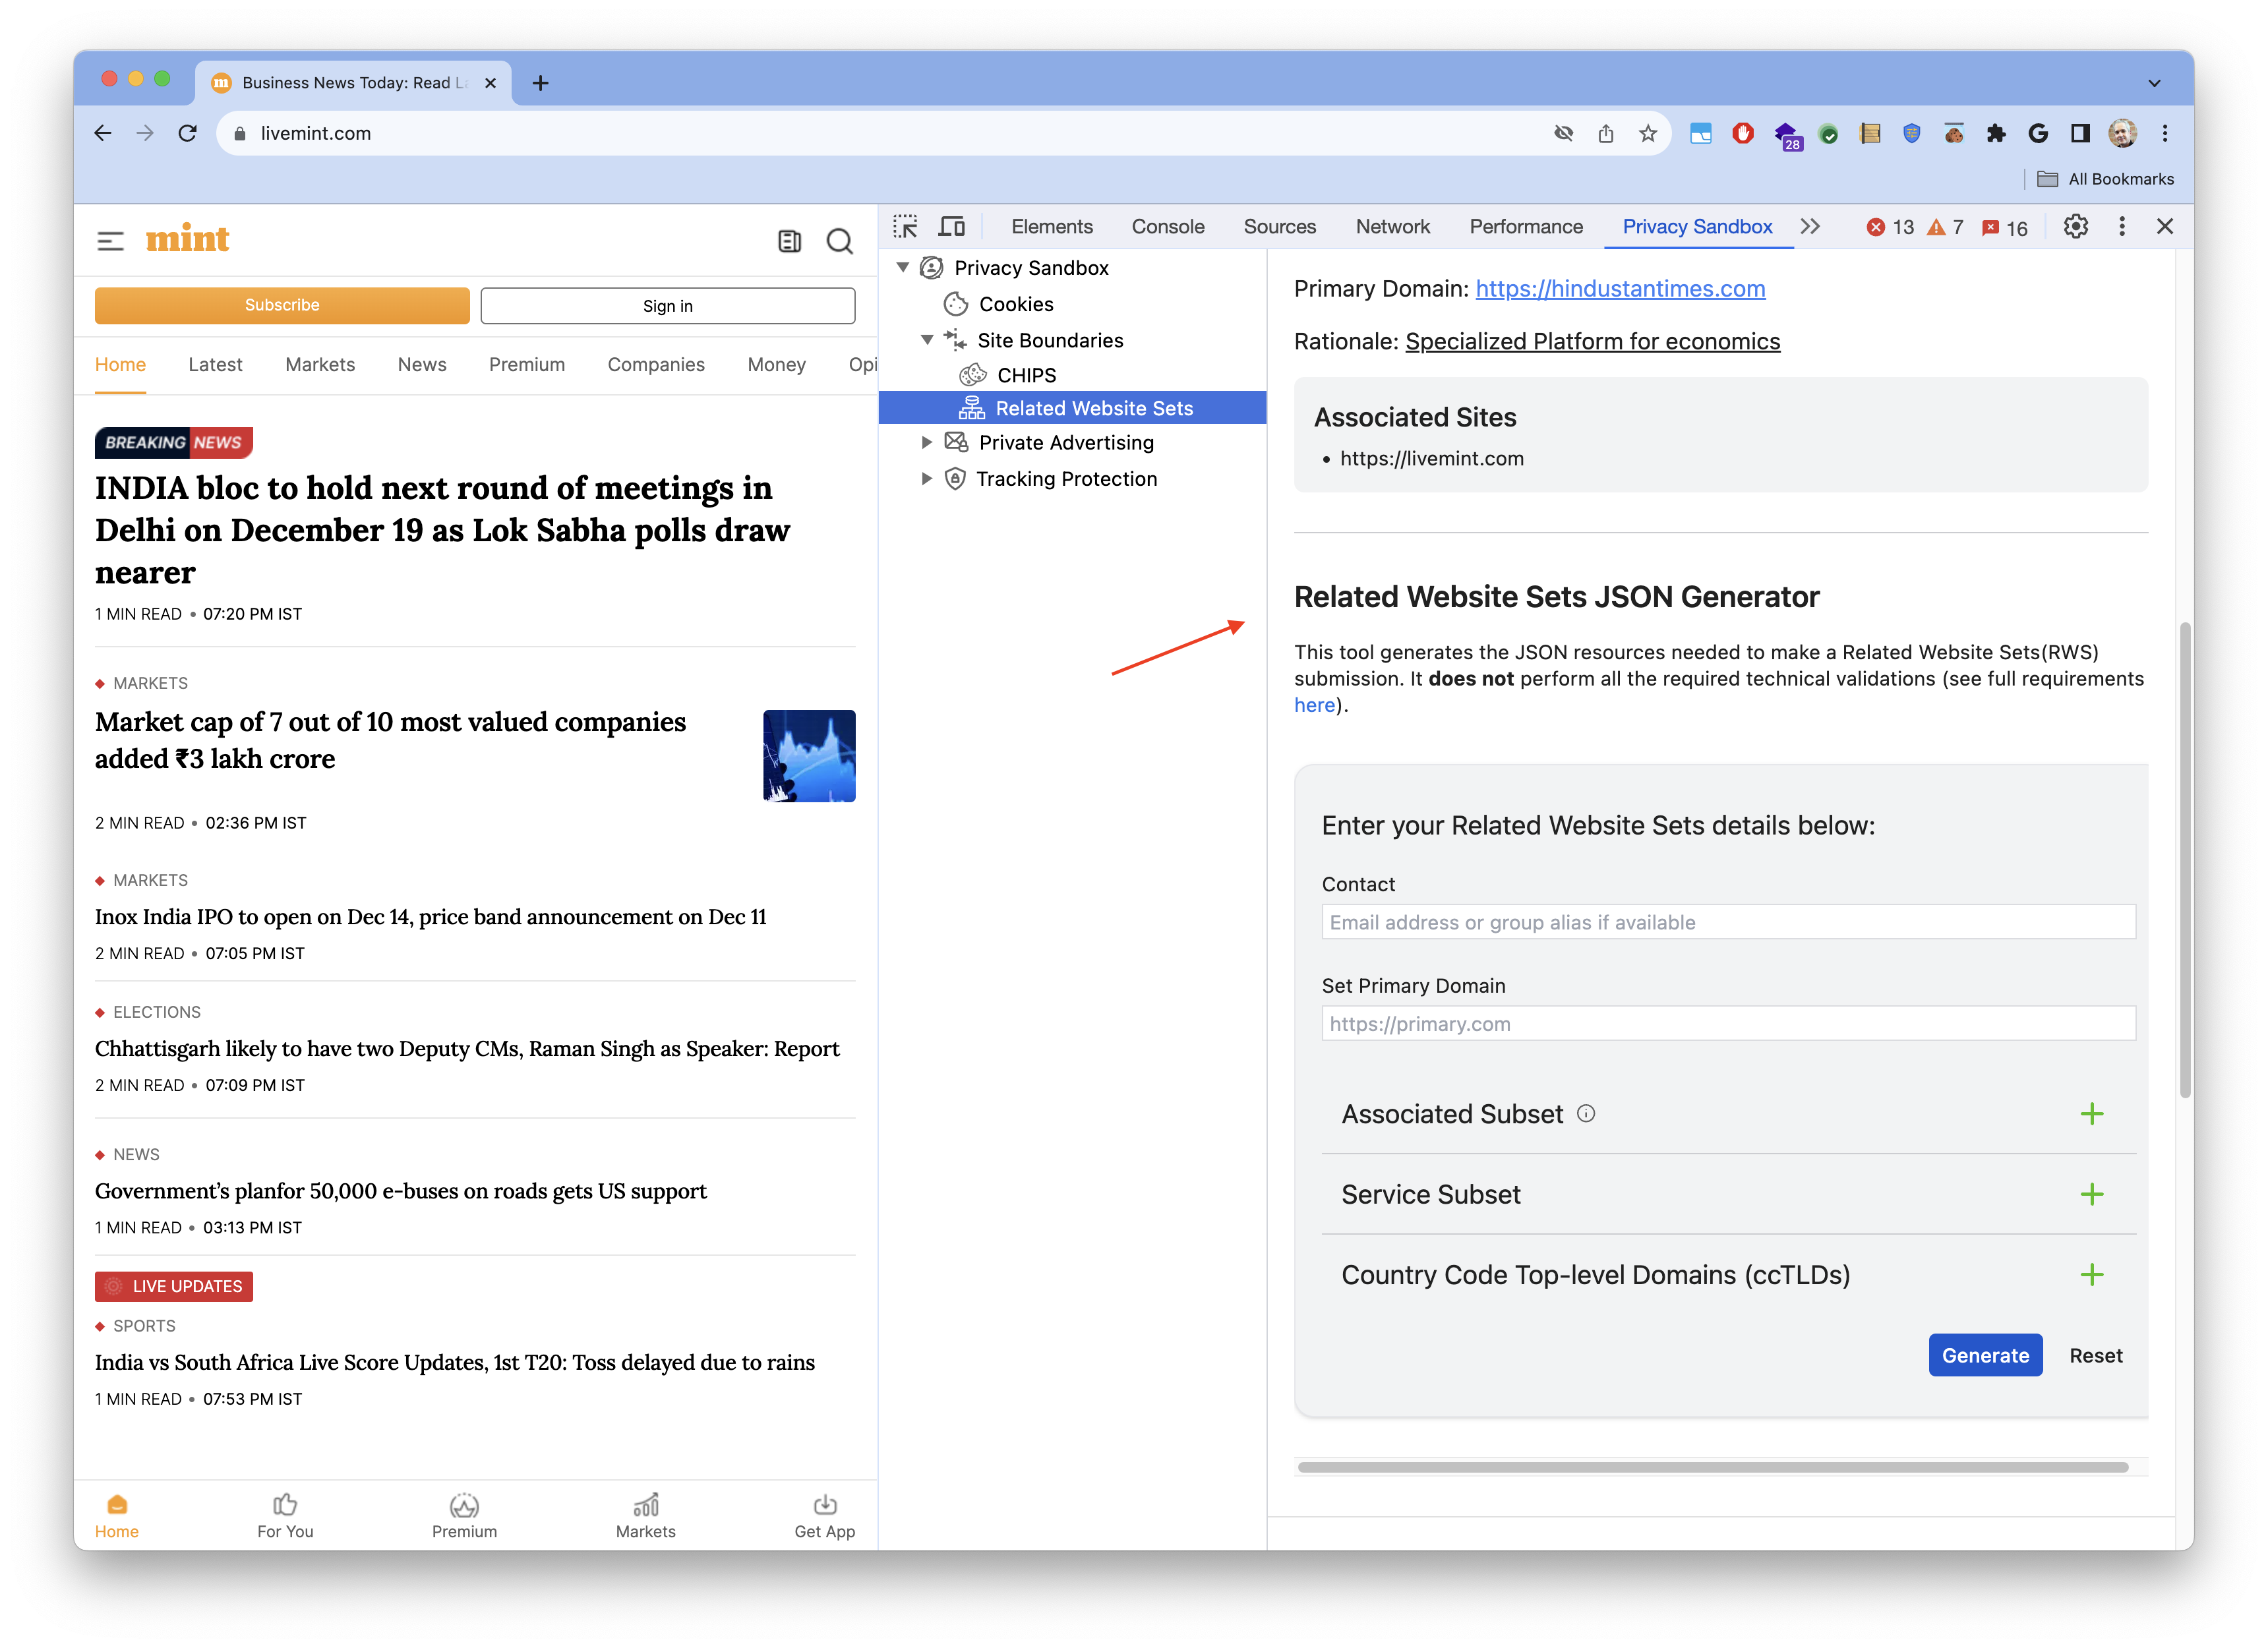 Business News Today: Read L
livemint.com
28
All Bookmarks
mint
Subscribe
Sign in
Home Latest Markets News Premium Companies Money Opi
BREAKING NEWS
INDIA bloc to hold next round of meetings in
Delhi on December 19 as Lok Sabha polls draw
nearer
1 MIN READ • 07:20 PM IST
MARKETS
Market cap of 7 out of 10 most valued companies
added ₹3 lakh crore
2 MIN READ • 02:36 PM IST
MARKETS
Inox India IPO to open on Dec 14, price band announcement on Dec 11
2 MIN READ • 07:05 PM IST
ELECTIONS
Chhattisgarh likely to have two Deputy CMs, Raman Singh as Speaker: Report
2 MIN READ • 07:09 PM IST
NEWS
Government’s planfor 50,000 e-buses on roads gets US support
1 MIN READ • 03:13 PM IST
LIVE UPDATES
SPORTS
India vs South Africa Live Score Updates, 1st T20: Toss delayed due to rains
1 MIN READ • 07:53 PM IST
Home For You Premium Markets Get App
Elements Console Sources Network Performance Privacy Sandbox 13 7 16
Privacy Sandbox
Cookies
Site Boundaries
CHIPS
Related Website Sets
Private Advertising
Tracking Protection
Primary Domain: https://hindustantimes.com
Rationale: Specialized Platform for economics
Associated Sites
• https://livemint.com
Related Website Sets JSON Generator
This tool generates the JSON resources needed to make a Related Website Sets(RWS)
submission. It does not perform all the required technical validations (see full requirements
here).
Enter your Related Website Sets details below:
Contact
Email address or group alias if available
Set Primary Domain
https://primary.com
Associated Subset
Service Subset
Country Code Top-level Domains (ccTLDs)
Generate Reset